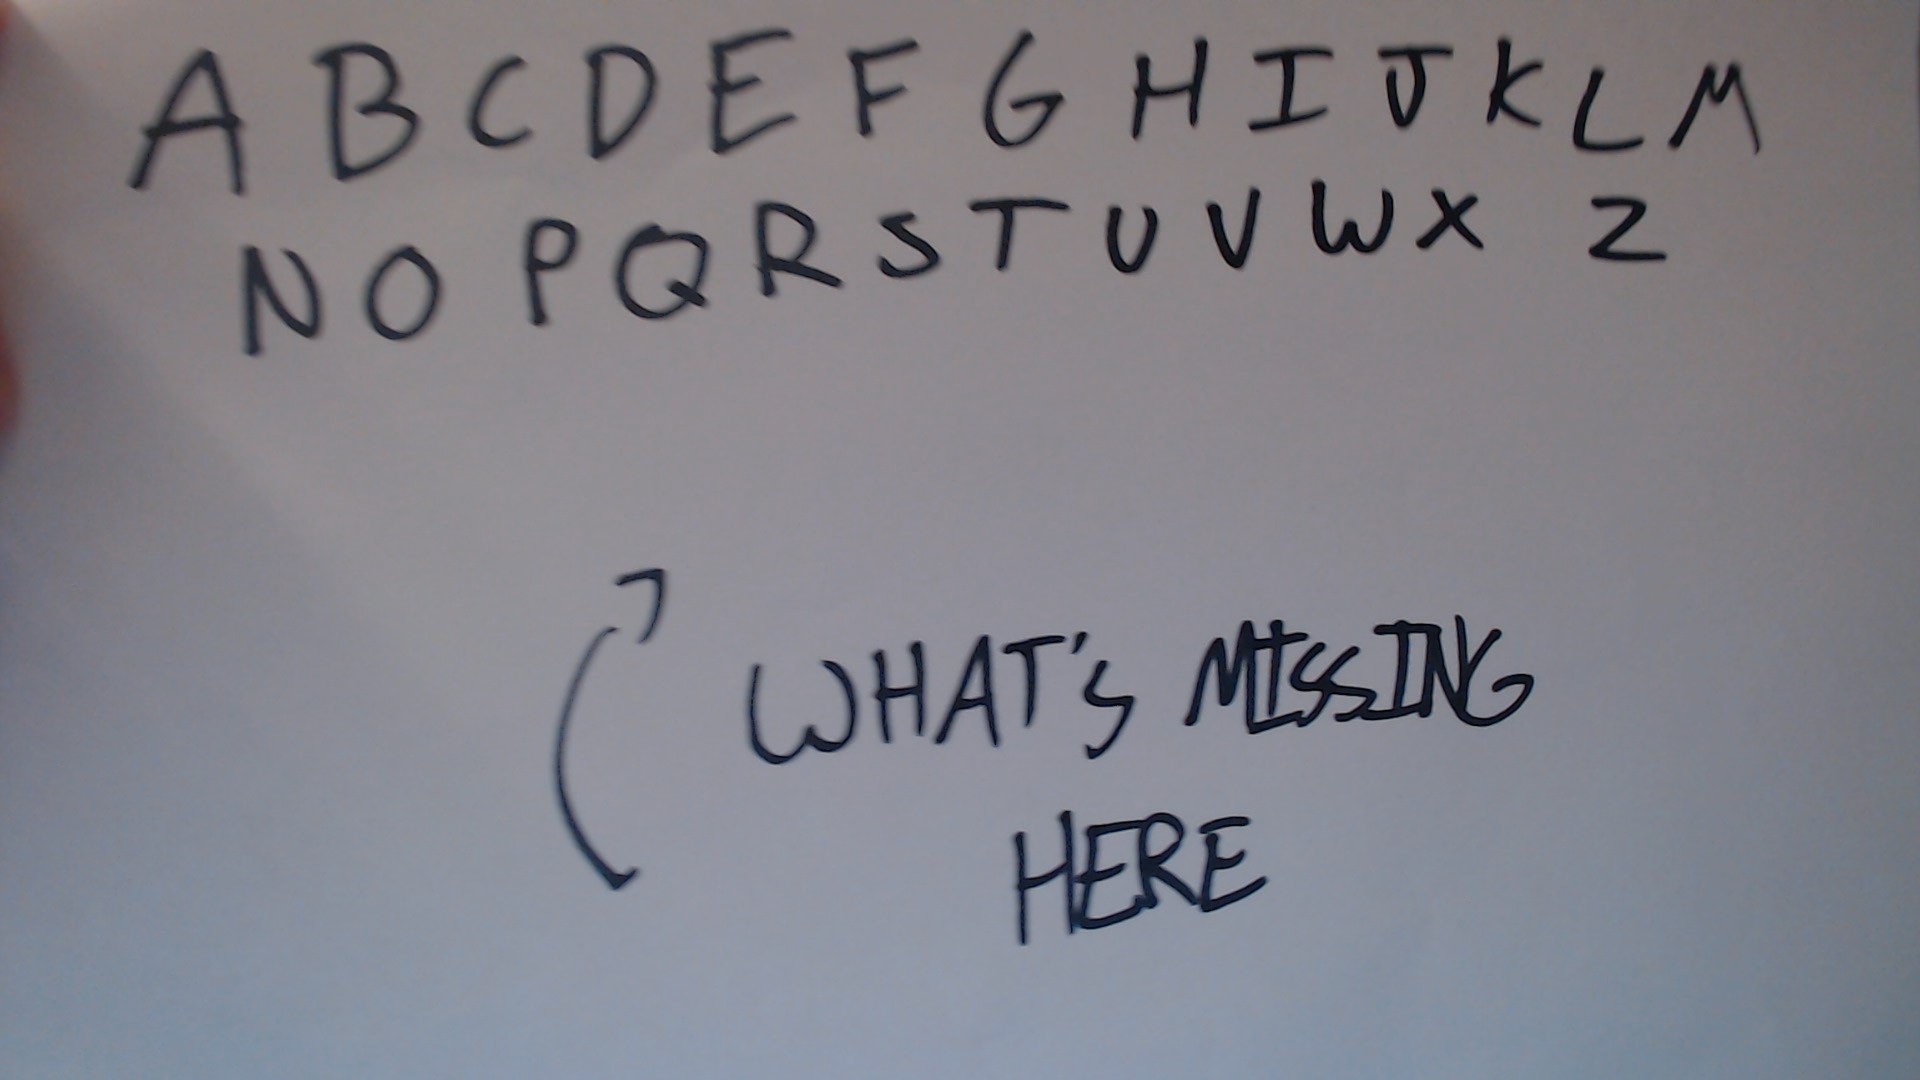 A B C D E F G H I J K L M
N O P Q R S T U V W X Z
WHAT'S MISSING
HERE